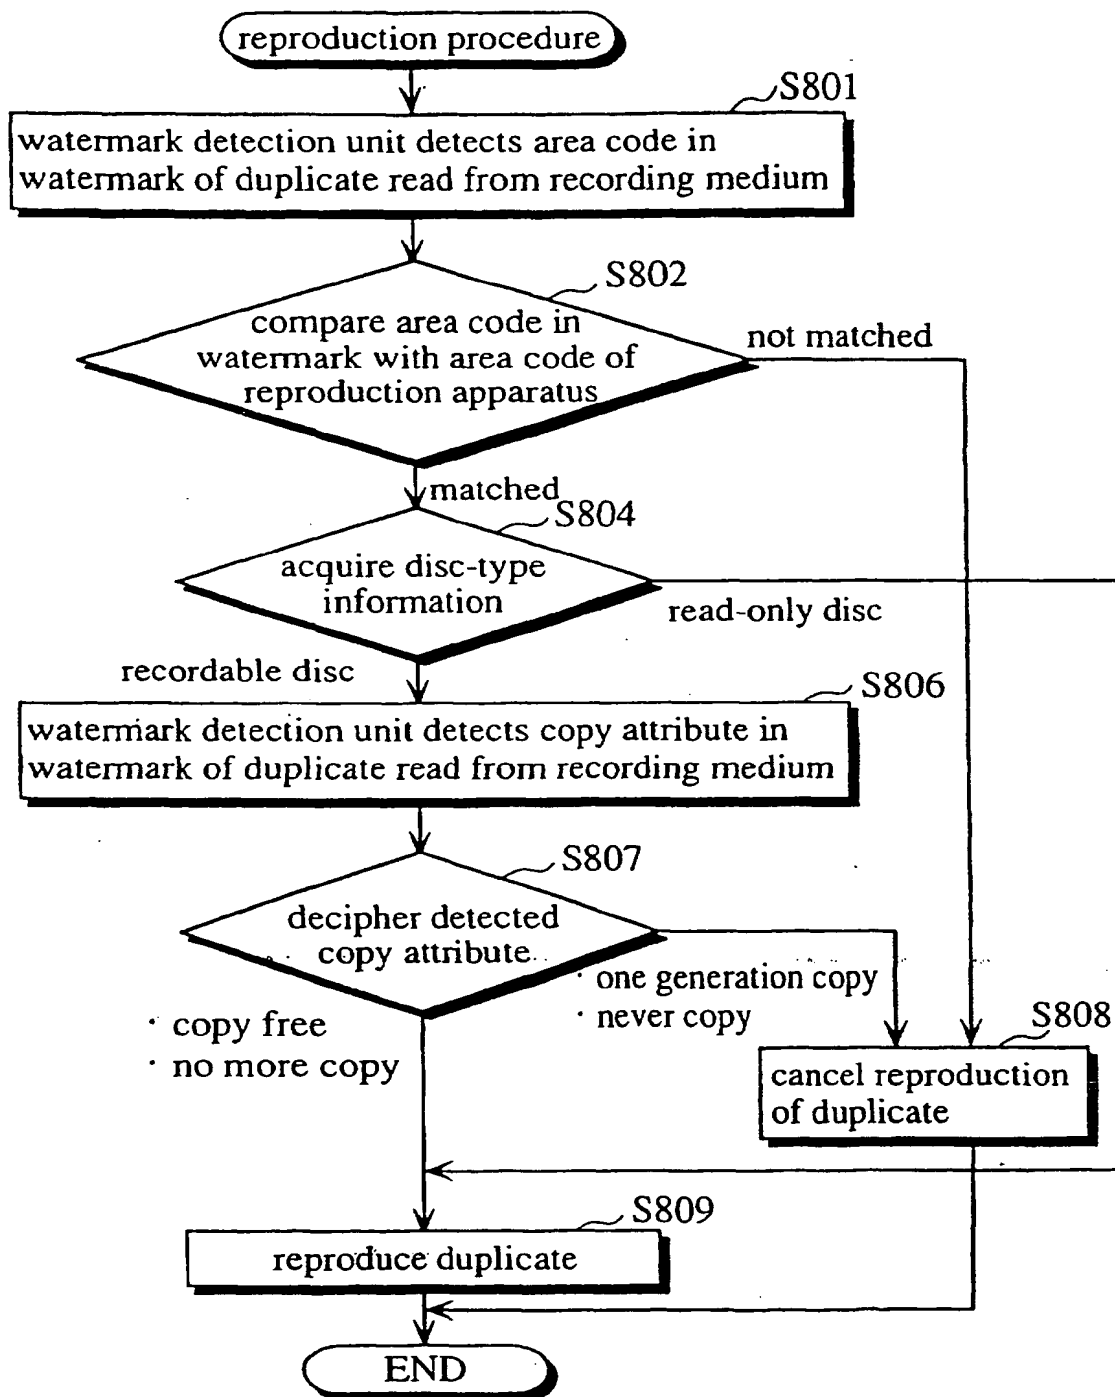 reproduction procedure
S801
watermark detection unit detects area code in
watermark of duplicate read from recording medium
S802
compare area code in
watermark with area code of
reproduction apparatus
not matched
matched
S804
acquire disc-type
information
read-only disc
recordable disc
S806
watermark detection unit detects copy attribute in
watermark of duplicate read from recording medium
S807
decipher detected
copy attribute
· one generation copy
· never copy
· copy free
· no more copy
S808
cancel reproduction
of duplicate
S809
reproduce duplicate
END